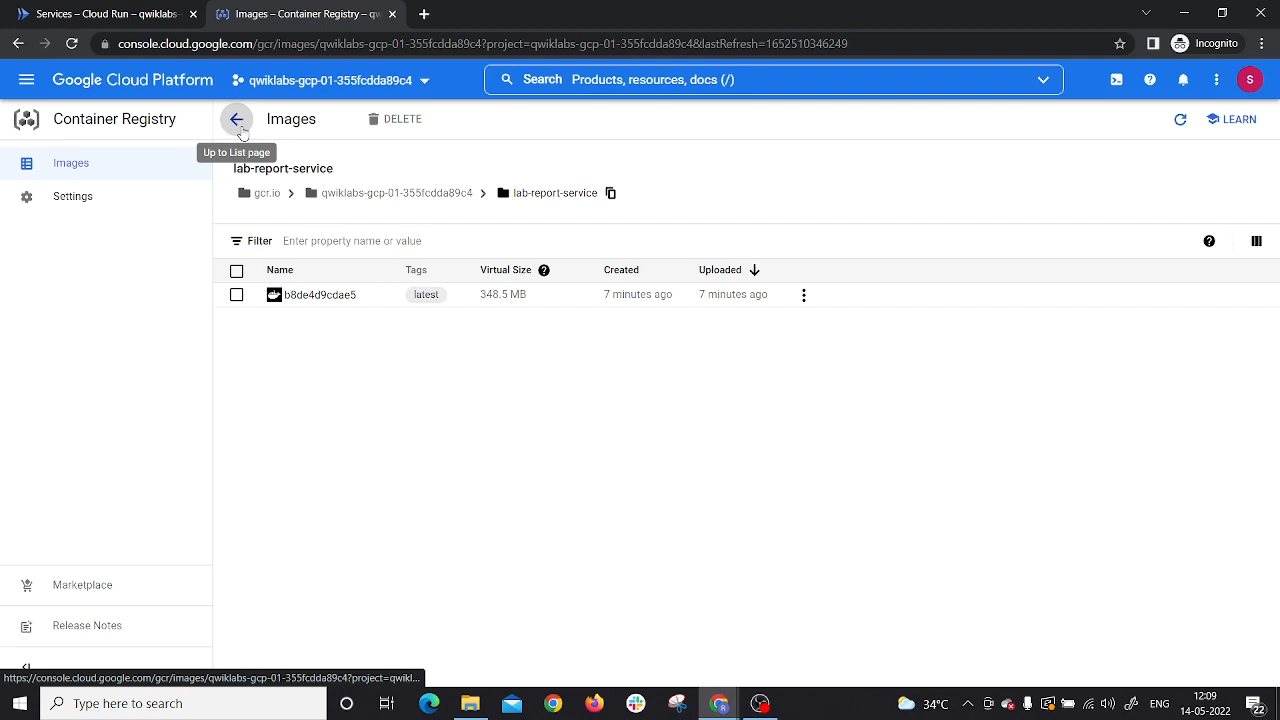 Services – Cloud Run – qwiklabs-
Images – Container Registry – qw
console.cloud.google.com/gcr/images/qwiklabs-gcp-01-355fcdda89c4?project=qwiklabs-gcp-01-355fcdda89c4&lastRefresh=1652510346249
Incognito
Google Cloud Platform
qwiklabs-gcp-01-355fcdda89c4
Search Products, resources, docs (/)
S
Container Registry
Images
DELETE
LEARN
Up to List page
Images
Settings
lab-report-service
gcr.io
qwiklabs-gcp-01-355fcdda89c4
lab-report-service
Filter Enter property name or value
Name Tags Virtual Size Created Uploaded
b8de4d9cdae5 latest 348.5 MB 7 minutes ago 7 minutes ago
Marketplace
Release Notes
https://console.cloud.google.com/gcr/images/qwiklabs-gcp-01-355fcdda89c4?project=qwikl...
Type here to search
34°C
ENG
12:09
14-05-2022
22